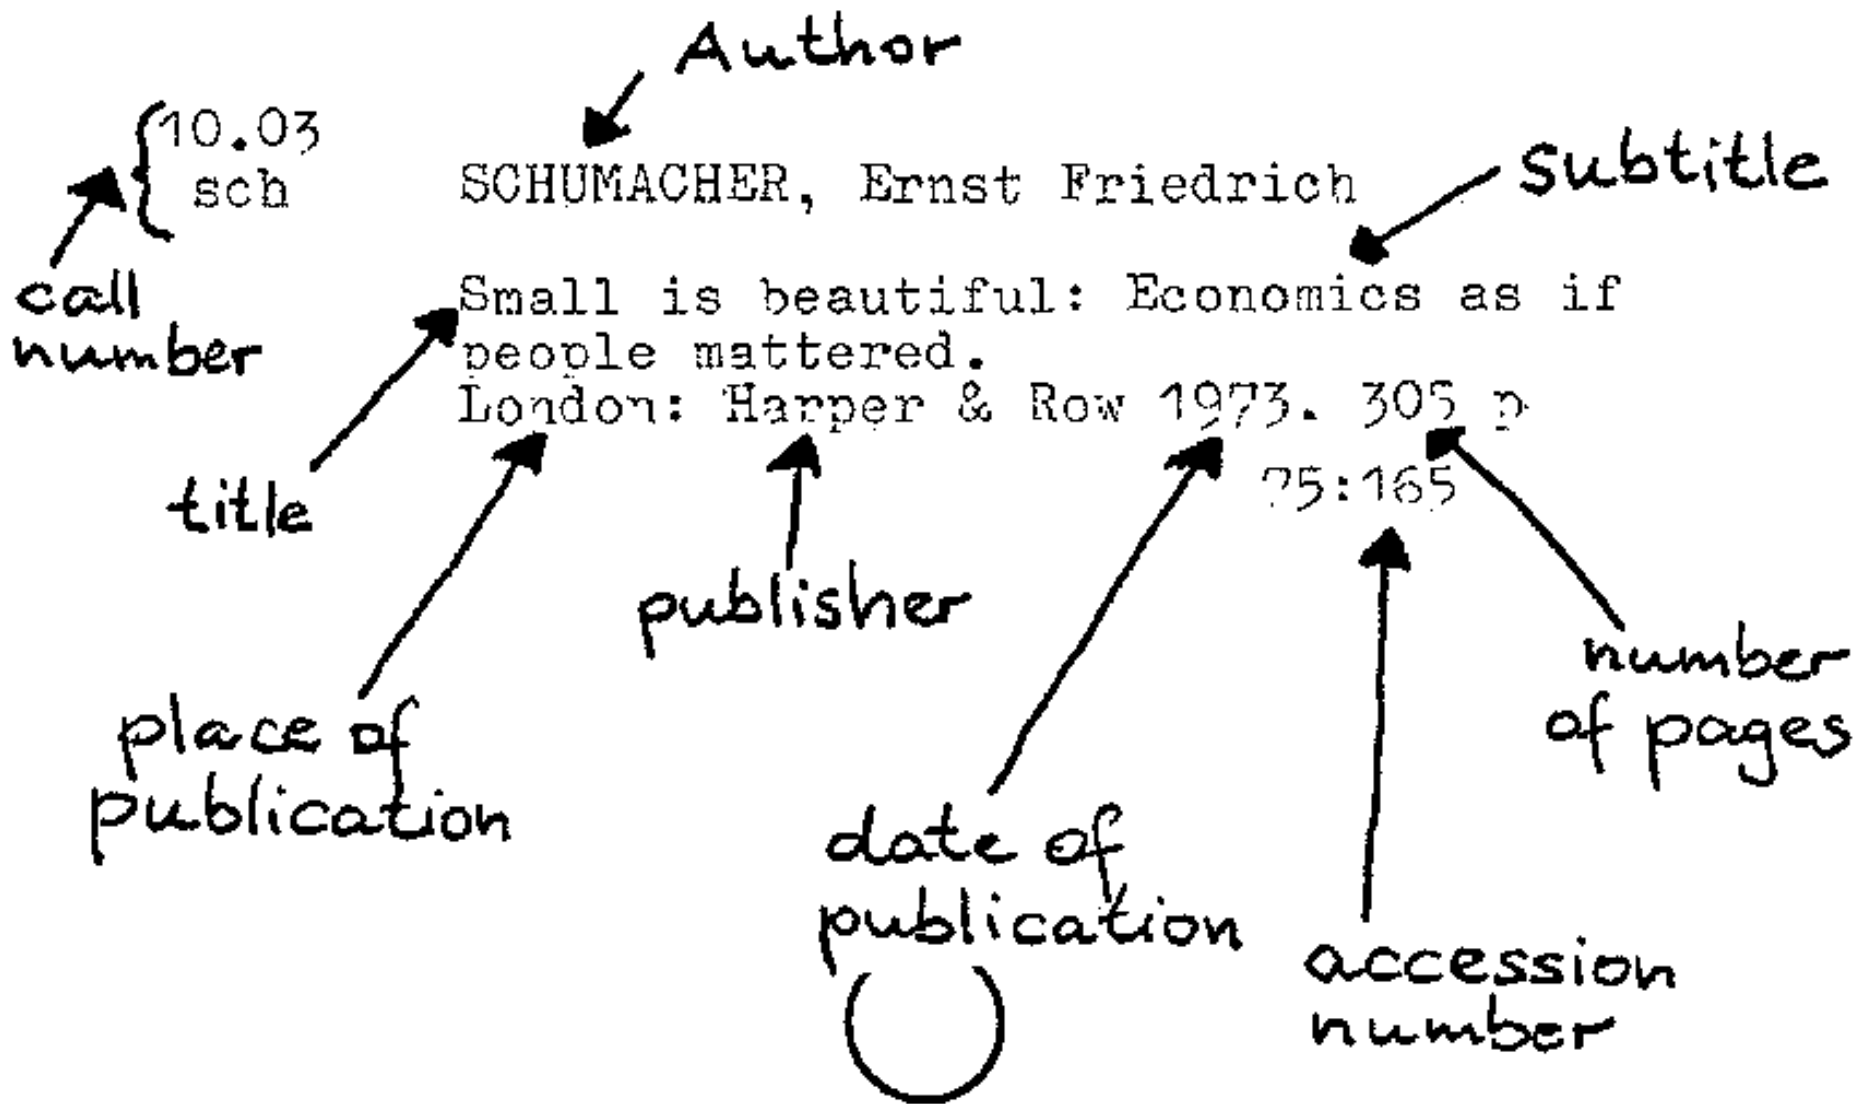 Author
10.03
sch
SCHUMACHER, Ernst Friedrich
subtitle
call
number
Small is beautiful: Economics as if
people mattered.
London: Harper & Row 1973. 305 p
75:165
title
publisher
number
of pages
place of
publication
date of
publication
accession
number